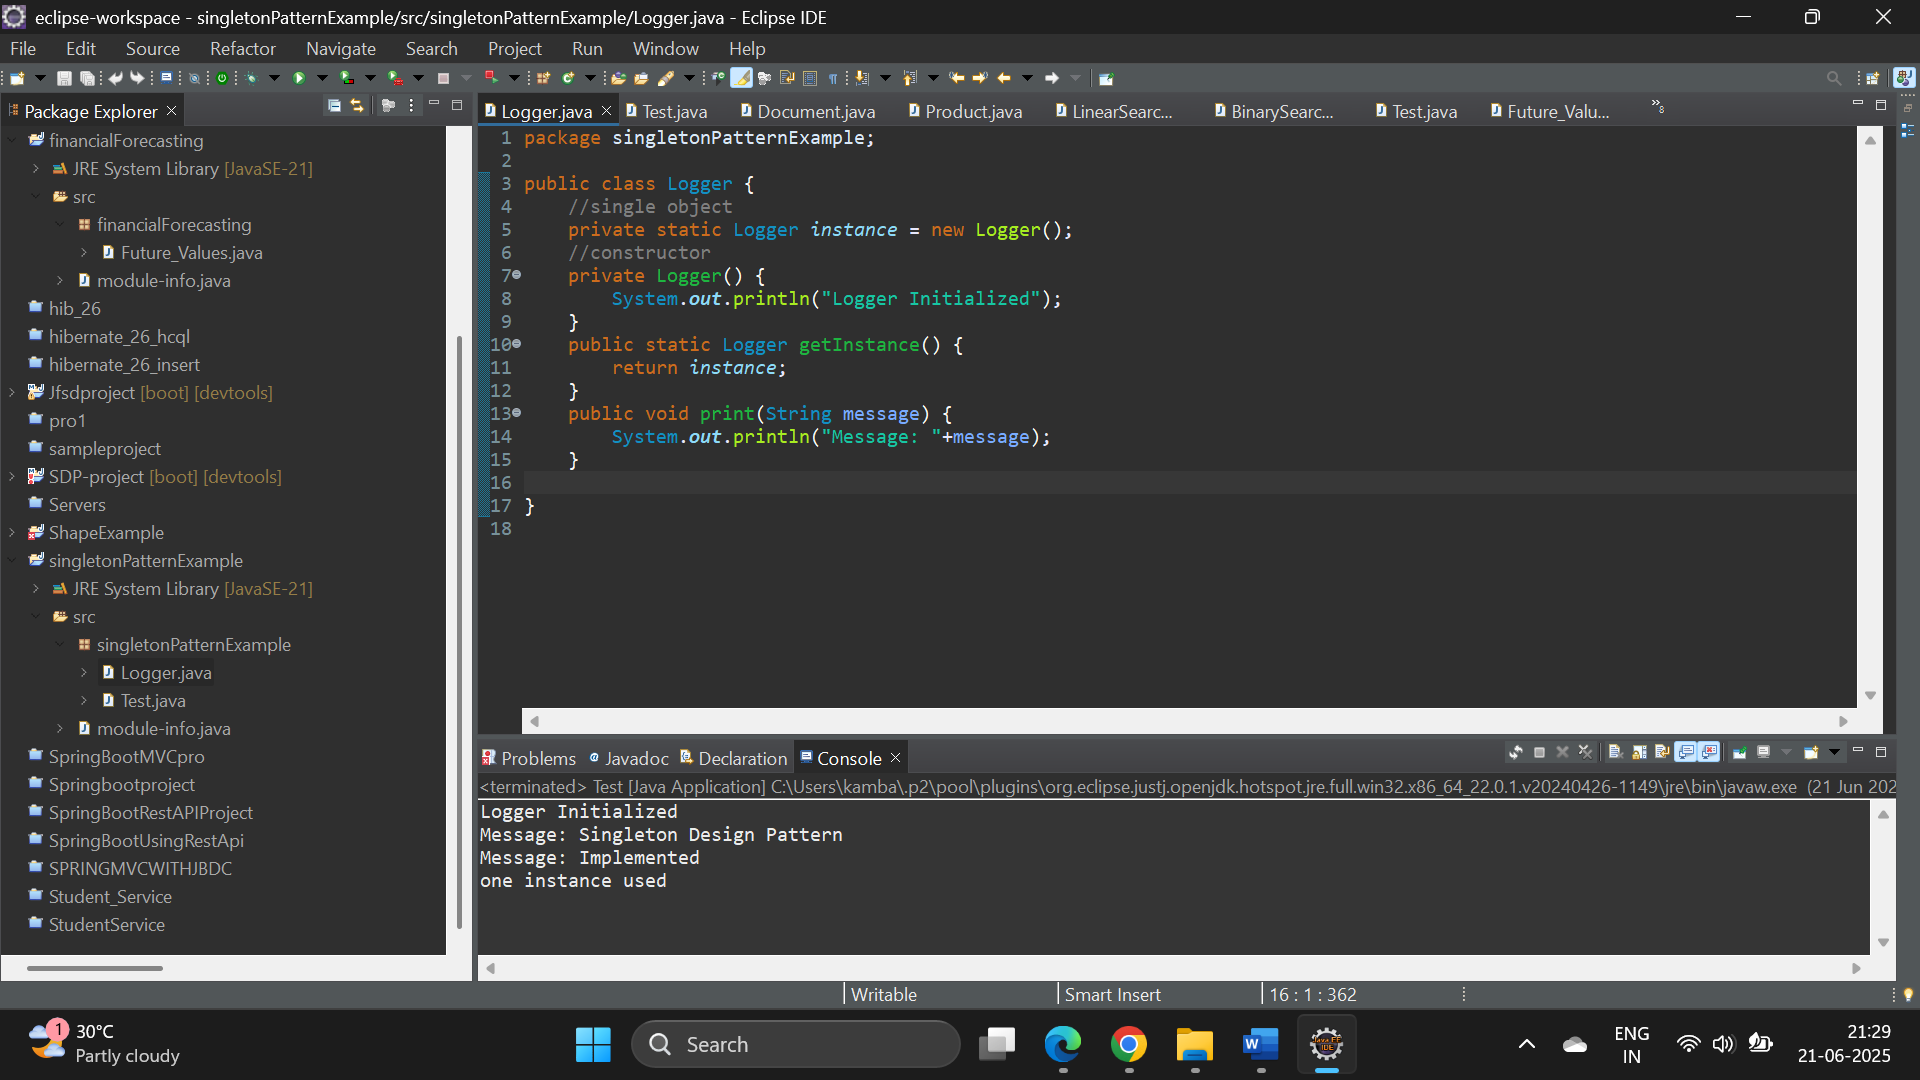 eclipse-workspace - singletonPatternExample/src/singletonPatternExample/Logger.java - Eclipse IDE
File Edit Source Refactor Navigate Search Project Run Window Help
Package Explorer
financialForecasting
JRE System Library [JavaSE-21]
src
financialForecasting
Future_Values.java
module-info.java
hib_26
hibernate_26_hcql
hibernate_26_insert
Jfsdproject [boot] [devtools]
pro1
sampleproject
SDP-project [boot] [devtools]
Servers
ShapeExample
singletonPatternExample
JRE System Library [JavaSE-21]
src
singletonPatternExample
Logger.java
Test.java
module-info.java
SpringBootMVCpro
Springbootproject
SpringBootRestAPIProject
SpringBootUsingRestApi
SPRINGMVCWITHJBDC
Student_Service
StudentService
Logger.java Test.java Document.java Product.java LinearSearc... BinarySearc... Test.java Future_Valu... »8
1 package singletonPatternExample;
2
3 public class Logger {
4 //single object
5 private static Logger instance = new Logger();
6 //constructor
7 private Logger() {
8 System.out.println("Logger Initialized");
9 }
10 public static Logger getInstance() {
11 return instance;
12 }
13 public void print(String message) {
14 System.out.println("Message: "+message);
15 }
16
17 }
18
Problems Javadoc Declaration Console
<terminated> Test [Java Application] C:\Users\kamba\.p2\pool\plugins\org.eclipse.justj.openjdk.hotspot.jre.full.win32.x86_64_22.0.1.v20240426-1149\jre\bin\javaw.exe (21 Jun 202
Logger Initialized
Message: Singleton Design Pattern
Message: Implemented
one instance used
Writable Smart Insert 16 : 1 : 362
1
30°C
Partly cloudy
Search
ENG
IN
21:29
21-06-2025